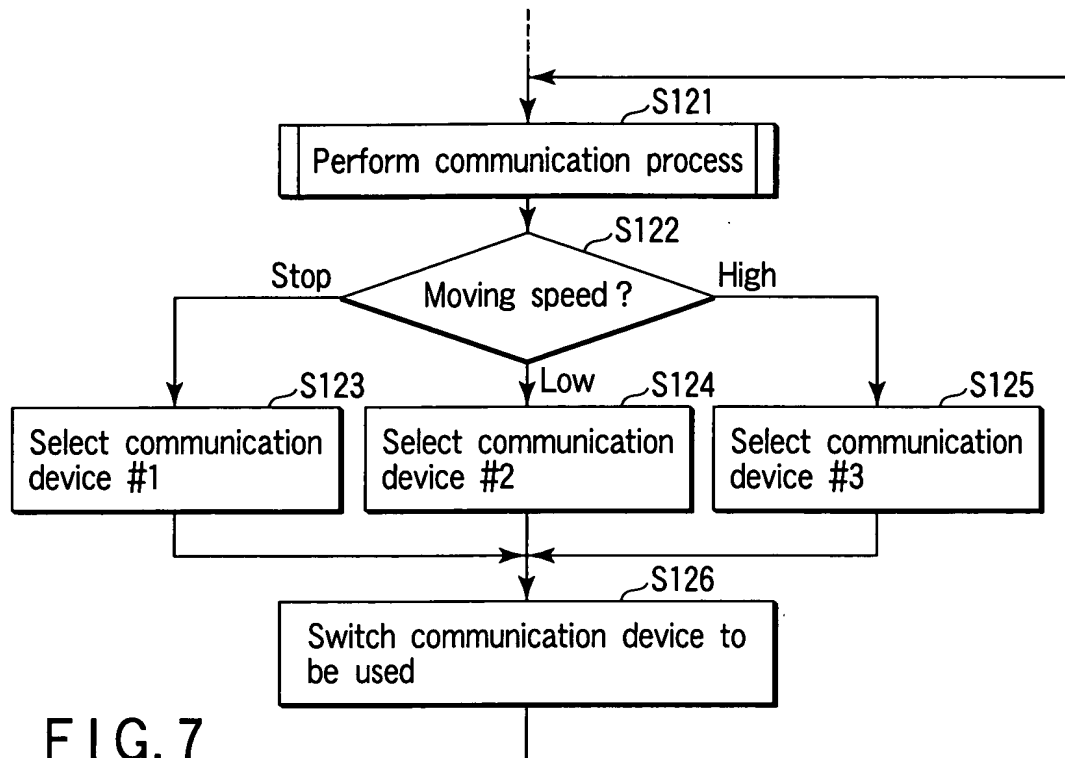 S121
Perform communication process
S122
Stop
Moving speed ?
High
Low
S123
Select communication
device #1
S124
Select communication
device #2
S125
Select communication
device #3
S126
Switch communication device to
be used
FIG. 7